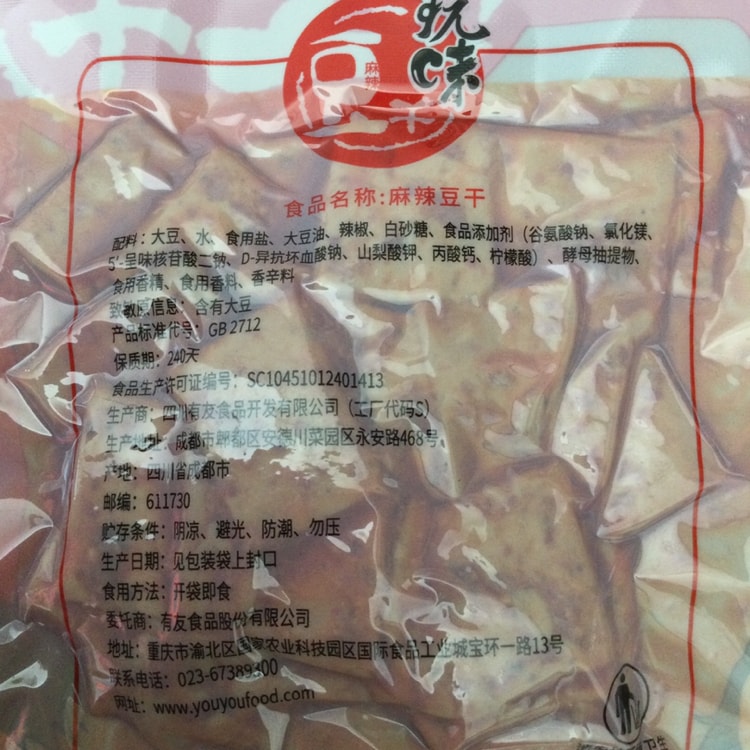 玩味
豆干
麻辣
食品名称:麻辣豆干
配料：大豆、水、食用盐、大豆油、辣椒、白砂糖、食品添加剂（谷氨酸钠、氯化镁、
5'-呈味核苷酸二钠、D-异抗坏血酸钠、山梨酸钾、丙酸钙、柠檬酸）、酵母抽提物、
食用香精、食用香料、香辛料
致敏原信息：含有大豆
产品标准代号：GB 2712
保质期：240天
食品生产许可证编号：SC10451012401413
生产商：四川有友食品开发有限公司（工厂代码S）
生产地址：成都市郫都区安德川菜园区永安路468号
产地：四川省成都市
邮编：611730
贮存条件：阴凉、避光、防潮、勿压
生产日期：见包装袋上封口
食用方法：开袋即食
委托商：有友食品股份有限公司
地址：重庆市渝北区国家农业科技园区国际食品工业城宝环一路13号
联系电话：023-67389300
网址：www.youyoufood.com